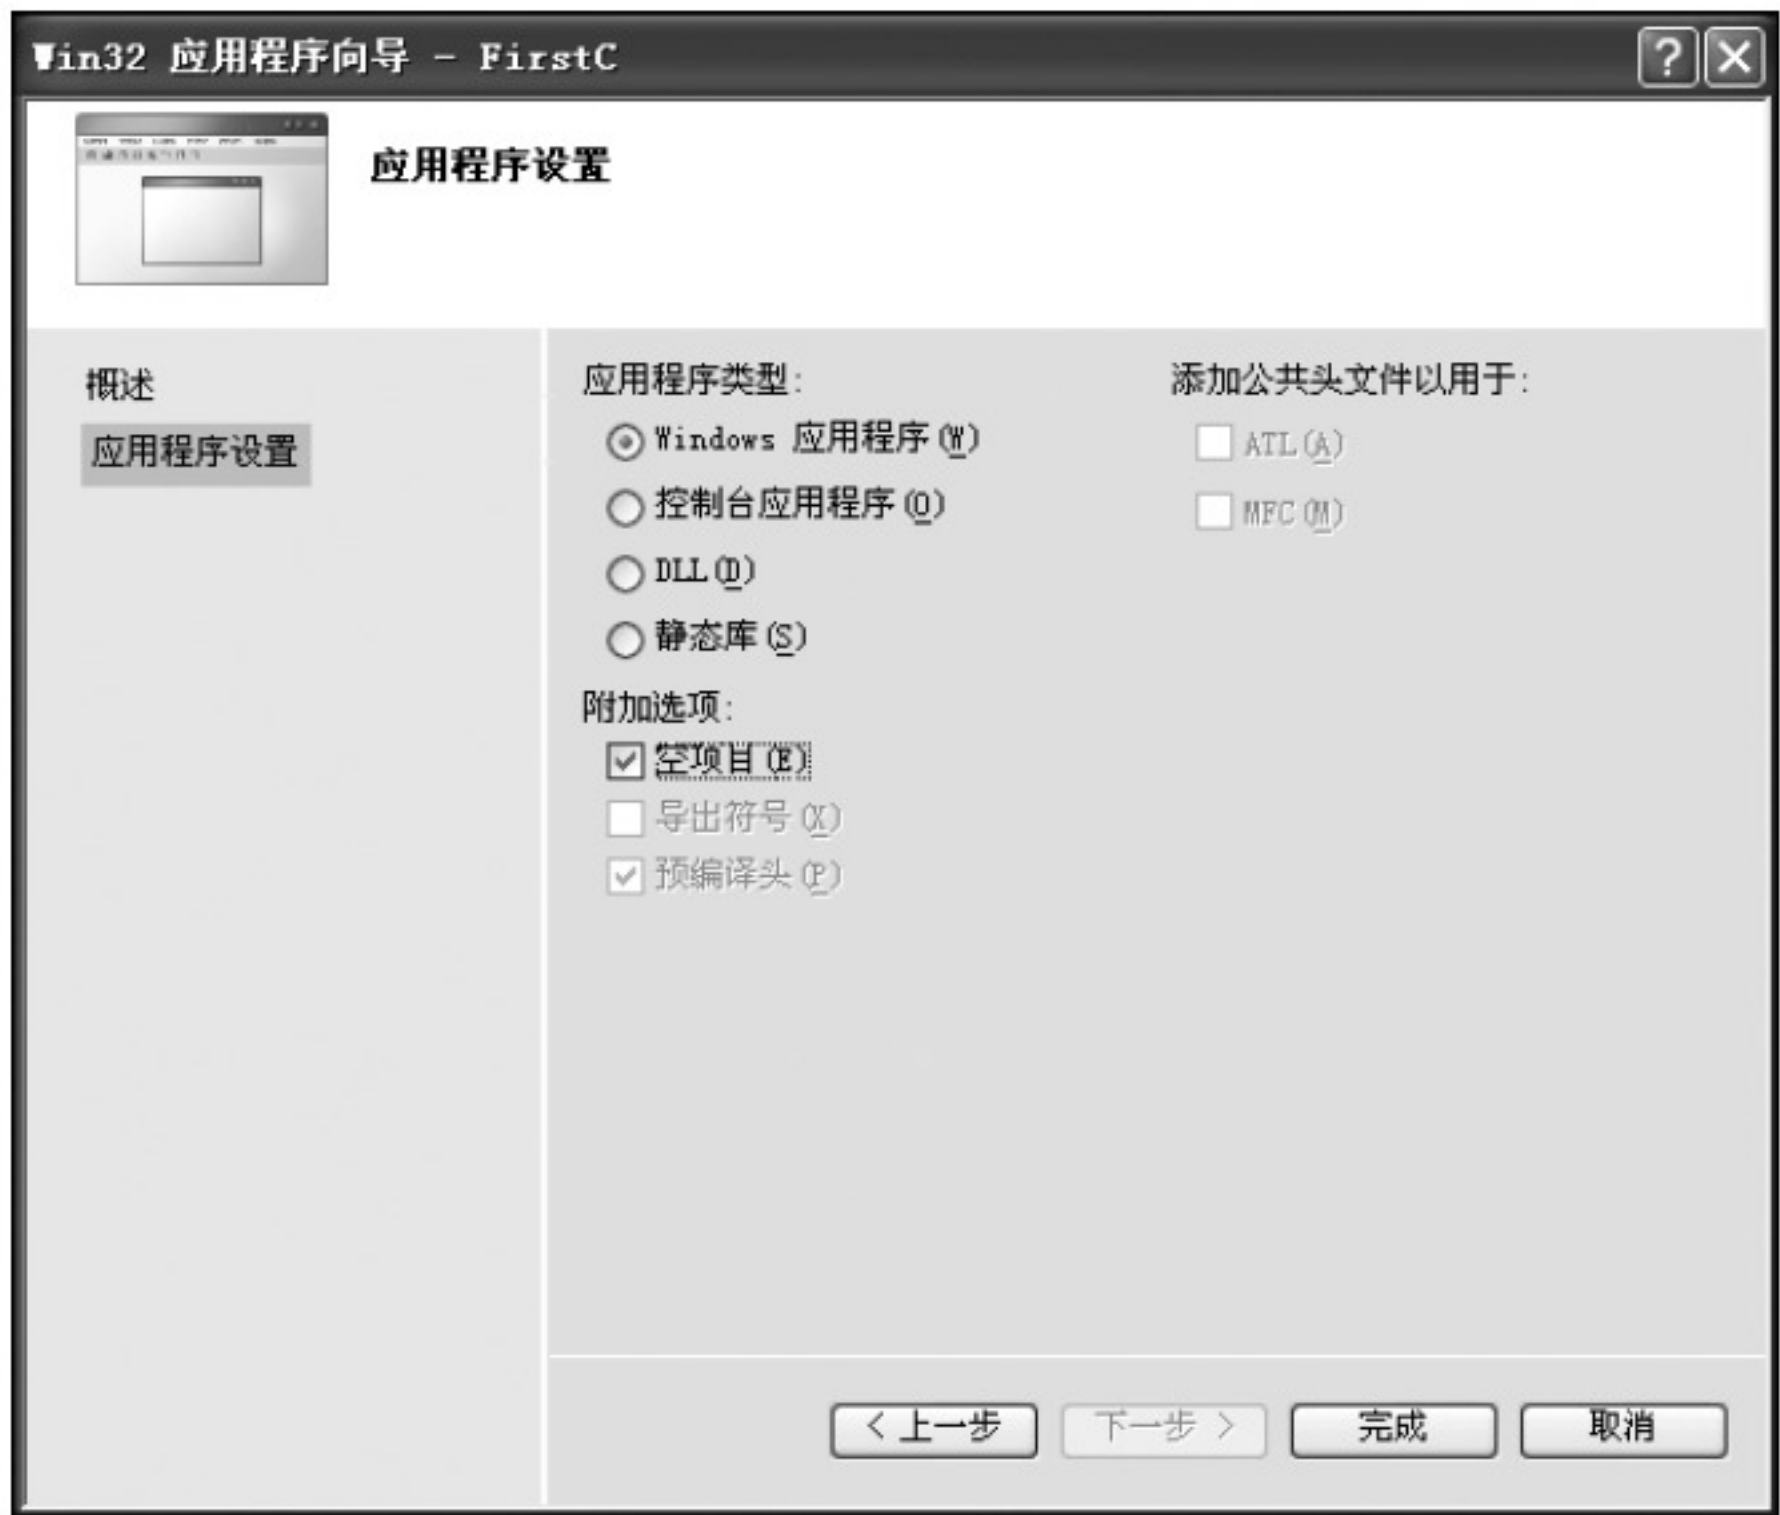 Win32 应用程序向导 - FirstC
应用程序设置
概述
应用程序设置
应用程序类型:
Windows 应用程序(W)
控制台应用程序(O)
DLL(D)
静态库(S)
附加选项:
空项目(E)
导出符号(X)
预编译头(P)
添加公共头文件以用于:
ATL(A)
MFC(M)
< 上一步
下一步 >
完成
取消